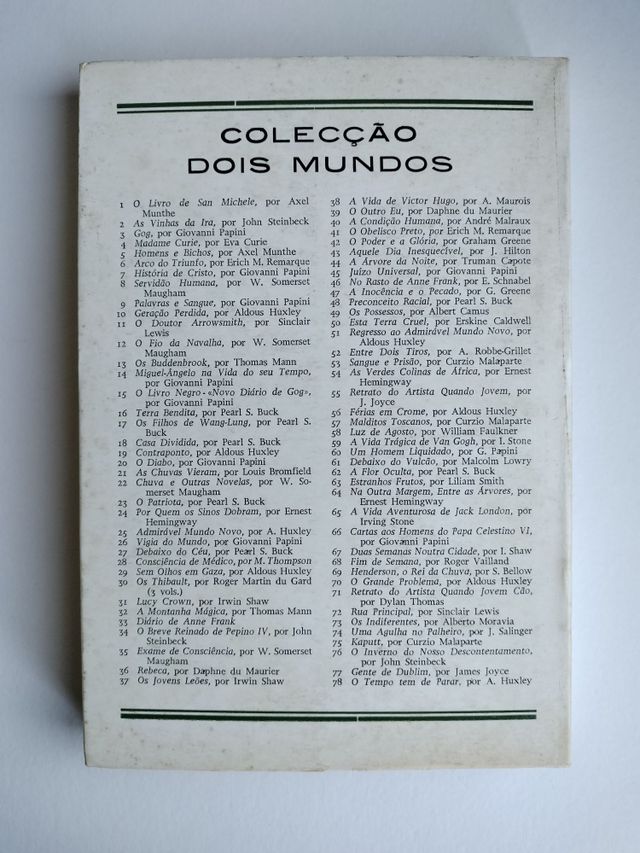 COLECÇÃO
DOIS MUNDOS
1 O Livro de San Michele, por Axel
Munthe
2 As Vinhas da Ira, por John Steinbeck
3 Gog, por Giovanni Papini
4 Madame Curie, por Eva Curie
5 Homens e Bichos, por Axel Munthe
6 Arco do Triunfo, por Erich M. Remarque
7 História de Cristo, por Giovanni Papini
8 Servidão Humana, por W. Somerset
Maugham
9 Palavras e Sangue, por Giovanni Papini
10 Geração Perdida, por Aldous Huxley
11 O Doutor Arrowsmith, por Sinclair
Lewis
12 O Fio da Navalha, por W. Somerset
Maugham
13 Os Buddenbrook, por Thomas Mann
14 Miguel-Ângelo na Vida do seu Tempo,
por Giovanni Papini
15 O Livro Negro - «Novo Diário de Gog»,
por Giovanni Papini
16 Terra Bendita, por Pearl S. Buck
17 Os Filhos de Wang-Lung, por Pearl S.
Buck
18 Casa Dividida, por Pearl S. Buck
19 Contraponto, por Aldous Huxley
20 O Diabo, por Giovanni Papini
21 As Chuvas Vieram, por Louis Bromfield
22 Chuva e Outras Novelas, por W. So-
merset Maugham
23 O Patriota, por Pearl S. Buck
24 Por Quem os Sinos Dobram, por Ernest
Hemingway
25 Admirável Mundo Novo, por A. Huxley
26 Vigia do Mundo, por Giovanni Papini
27 Debaixo do Céu, por Pearl S. Buck
28 Consciência de Médico, por M. Thompson
29 Sem Olhos em Gaza, por Aldous Huxley
30 Os Thibault, por Roger Martin du Gard
(3 vols.)
31 Lucy Crown, por Irwin Shaw
32 A Montanha Mágica, por Thomas Mann
33 Diário de Anne Frank
34 O Breve Reinado de Pepino IV, por John
Steinbeck
35 Exame de Consciência, por W. Somerset
Maugham
36 Rebeca, por Daphne du Maurier
37 Os Jovens Leões, por Irwin Shaw
38 A Vida de Victor Hugo, por A. Maurois
39 O Outro Eu, por Daphne du Maurier
40 A Condição Humana, por André Malraux
41 O Obelisco Preto, por Erich M. Remarque
42 O Poder e a Glória, por Graham Greene
43 Aquele Dia Inesquecível, por J. Hilton
44 A Árvore da Noite, por Truman Capote
45 Juízo Universal, por Giovanni Papini
46 No Rasto de Anne Frank, por E. Schnabel
47 A Inocência e o Pecado, por G. Greene
48 Preconceito Racial, por Pearl S. Buck
49 Os Possessos, por Albert Camus
50 Esta Terra Cruel, por Erskine Caldwell
51 Regresso ao Admirável Mundo Novo, por
Aldous Huxley
52 Entre Dois Tiros, por A. Robbe-Grillet
53 Sangue e Prisão, por Curzio Malaparte
54 As Verdes Colinas de África, por Ernest
Hemingway
55 Retrato do Artista Quando Jovem, por
J. Joyce
56 Férias em Crome, por Aldous Huxley
57 Malditos Toscanos, por Curzio Malaparte
58 Luz de Agosto, por William Faulkner
59 A Vida Trágica de Van Gogh, por I. Stone
60 Um Homem Liquidado, por G. Papini
61 Debaixo do Vulcão, por Malcolm Lowry
62 A Flor Oculta, por Pearl S. Buck
63 Estranhos Frutos, por Liliam Smith
64 Na Outra Margem, Entre as Árvores, por
Ernest Hemingway
65 A Vida Aventurosa de Jack London, por
Irving Stone
66 Cartas aos Homens do Papa Celestino VI,
por Giovanni Papini
67 Duas Semanas Noutra Cidade, por I. Shaw
68 Fim de Semana, por Roger Vailland
69 Henderson, o Rei da Chuva, por S. Bellow
70 O Grande Problema, por Aldous Huxley
71 Retrato do Artista Quando Jovem Cão,
por Dylan Thomas
72 Rua Principal, por Sinclair Lewis
73 Os Indiferentes, por Alberto Moravia
74 Uma Agulha no Palheiro, por J. Salinger
75 Kaputt, por Curzio Malaparte
76 O Inverno do Nosso Descontentamento,
por John Steinbeck
77 Gente de Dublim, por James Joyce
78 O Tempo tem de Parar, por A. Huxley